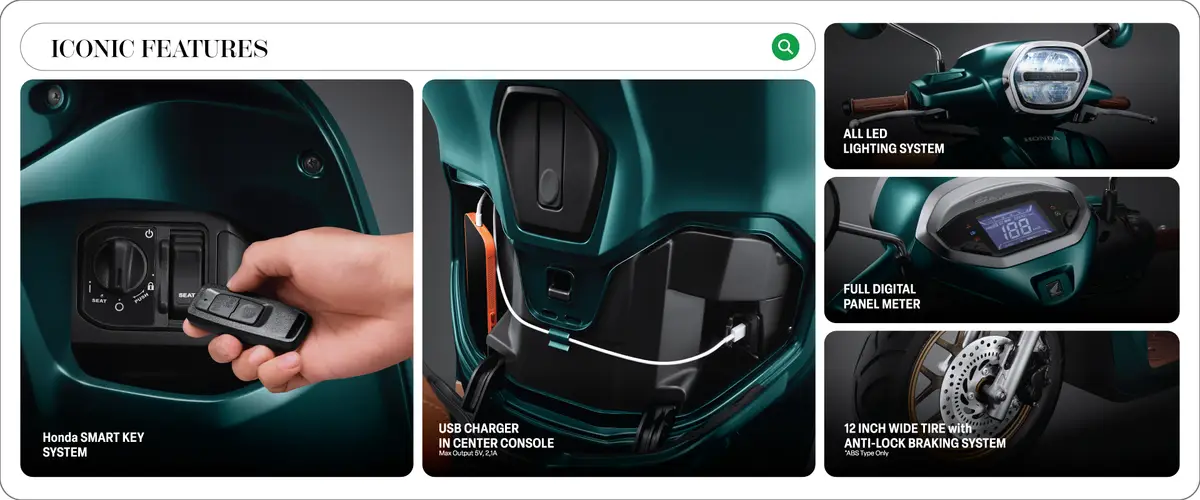 ICONIC FEATURES
SEAT
PUSH
SEAT
Honda SMART KEY
SYSTEM
USB CHARGER
IN CENTER CONSOLE
Max Output 5V, 2,1A
HONDA
ALL LED
LIGHTING SYSTEM
188
FULL DIGITAL
PANEL METER
12 INCH WIDE TIRE with
ANTI-LOCK BRAKING SYSTEM
*ABS Type Only